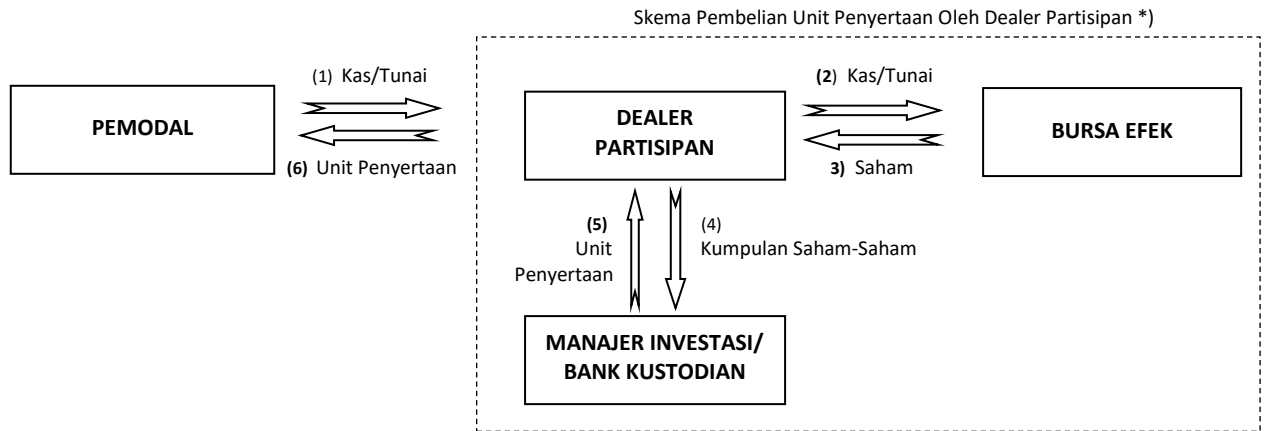 Skema Pembelian Unit Penyertaan Oleh Dealer Partisipan *)
(1) Kas/Tunai
(2) Kas/Tunai
PEMODAL
DEALER
PARTISIPAN
BURSA EFEK
(6) Unit Penyertaan
3) Saham
(5)
Unit
Penyertaan
(4)
Kumpulan Saham-Saham
MANAJER INVESTASI/
BANK KUSTODIAN